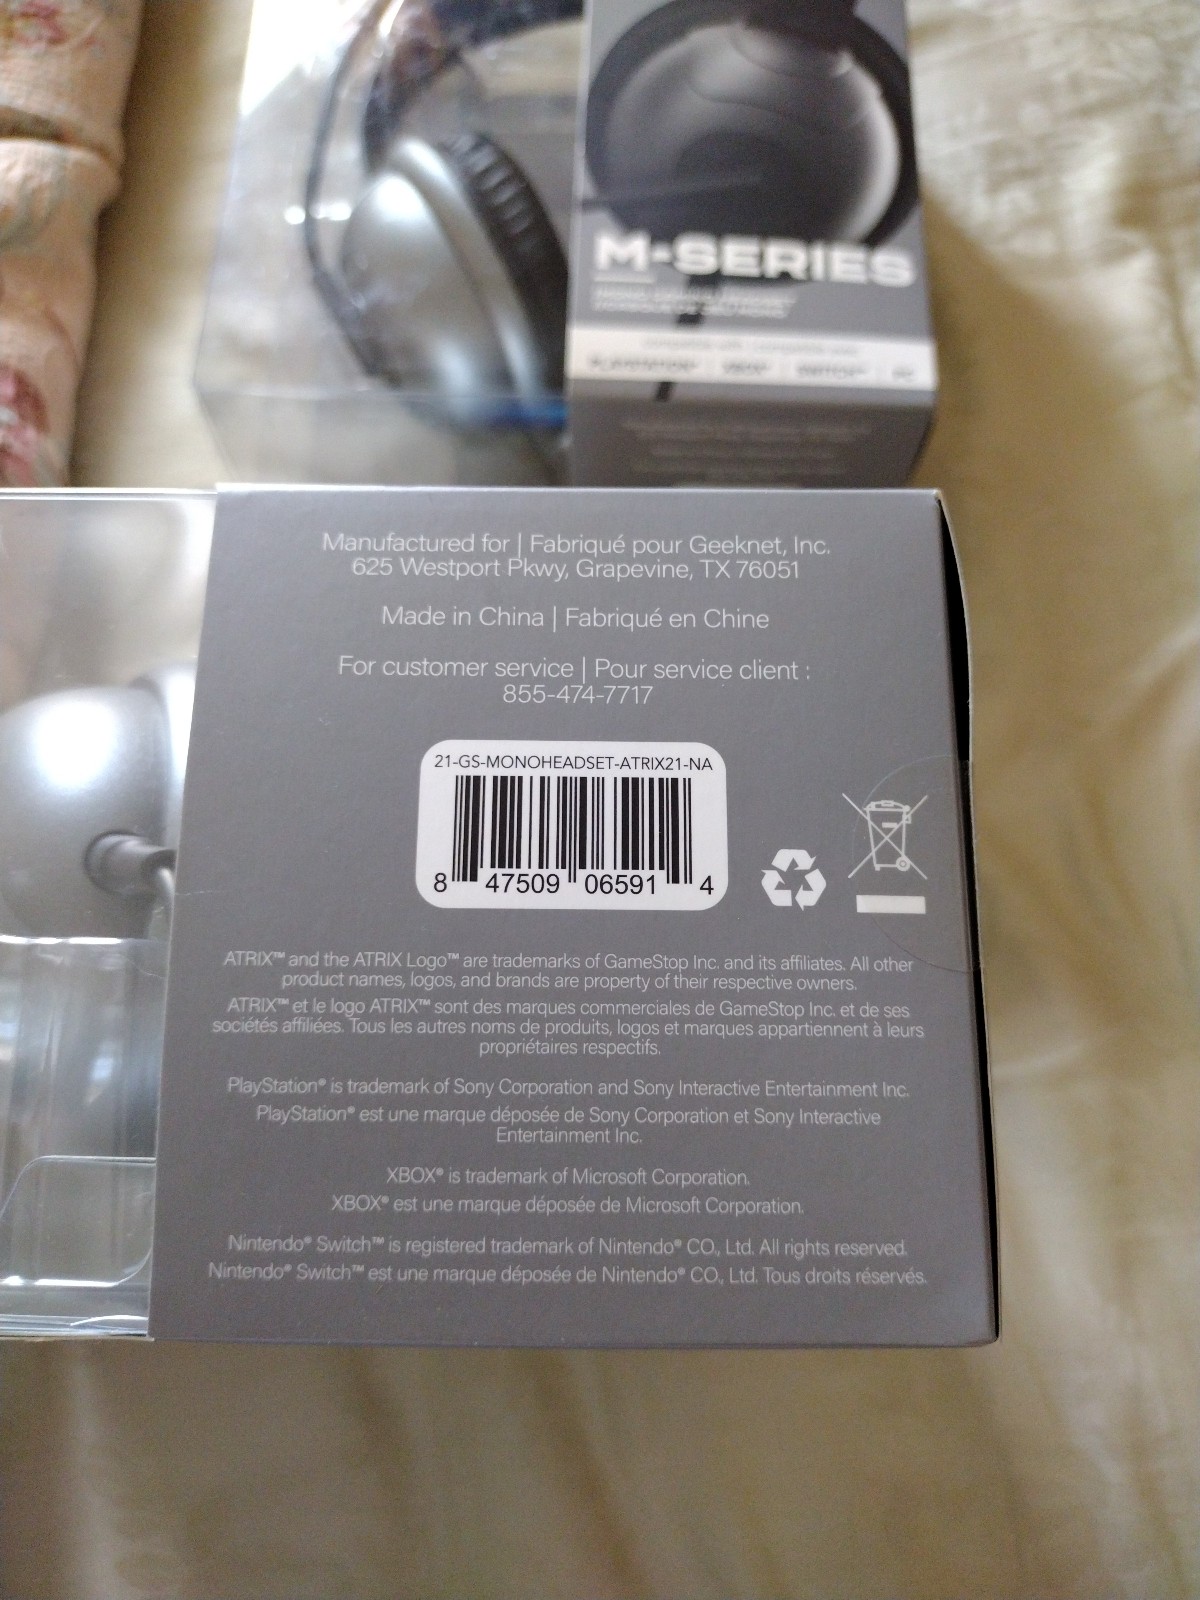 M-SERIES
PLAYSTATION® XBOX® SWITCH™ PC
Manufactured for | Fabriqué pour Geeknet, Inc.
625 Westport Pkwy, Grapevine, TX 76051
Made in China | Fabriqué en Chine
For customer service | Pour service client :
855-474-7717
21-GS-MONOHEADSET-ATRIX21-NA
8 47509 06591 4
ATRIX™ and the ATRIX Logo™ are trademarks of GameStop Inc. and its affiliates. All other
product names, logos, and brands are property of their respective owners.
ATRIX™ et le logo ATRIX™ sont des marques commerciales de GameStop Inc. et de ses
sociétés affiliées. Tous les autres noms de produits, logos et marques appartiennent à leurs
propriétaires respectifs.
PlayStation® is trademark of Sony Corporation and Sony Interactive Entertainment Inc.
PlayStation® est une marque déposée de Sony Corporation et Sony Interactive
Entertainment Inc.
XBOX® is trademark of Microsoft Corporation.
XBOX® est une marque déposée de Microsoft Corporation.
Nintendo® Switch™ is registered trademark of Nintendo® CO., Ltd. All rights reserved.
Nintendo® Switch™ est une marque déposée de Nintendo® CO., Ltd. Tous droits réservés.